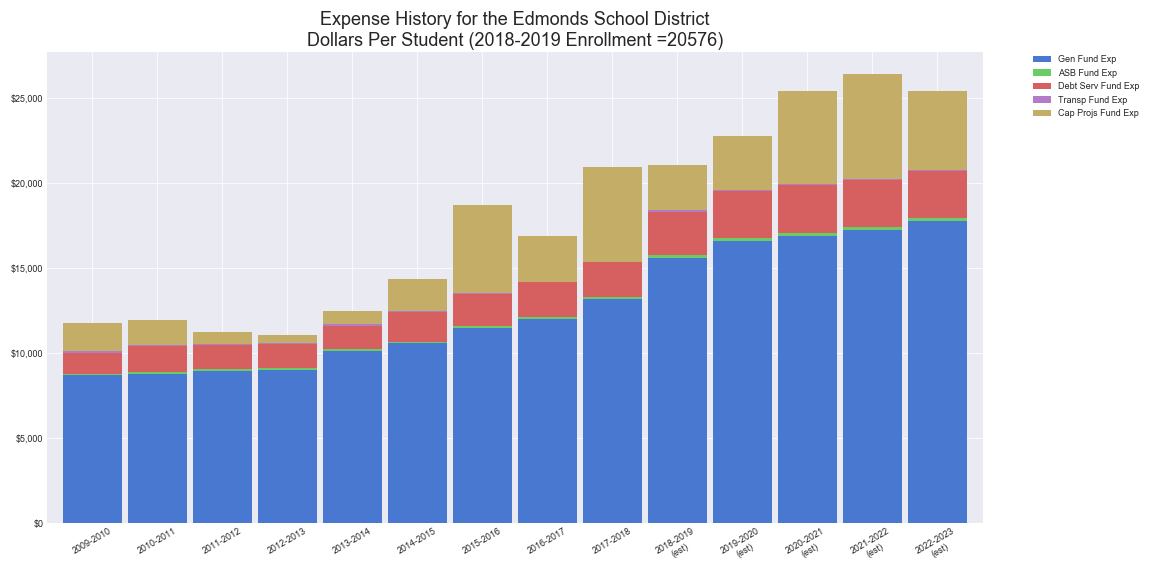 Expense History for the Edmonds School District
Dollars Per Student (2018-2019 Enrollment =20576)
Gen Fund Exp
ASB Fund Exp
Debt Serv Fund Exp
Transp Fund Exp
Cap Projs Fund Exp
$25,000
$20,000
$15,000
$10,000
$5,000
$0
2009-2010
2010-2011
2011-2012
2012-2013
2013-2014
2014-2015
2015-2016
2016-2017
2017-2018
2018-2019
(est)
2019-2020
(est)
2020-2021
(est)
2021-2022
(est)
2022-2023
(est)